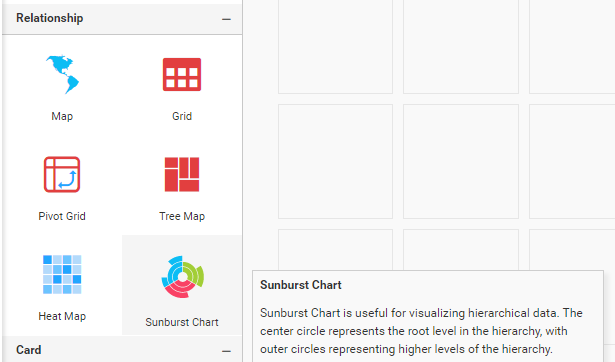 Relationship
Map
Grid
Pivot Grid
Tree Map
Heat Map
Sunburst Chart
Card
Sunburst Chart
Sunburst Chart is useful for visualizing hierarchical data. The
center circle represents the root level in the hierarchy, with
outer circles representing higher levels of the hierarchy.